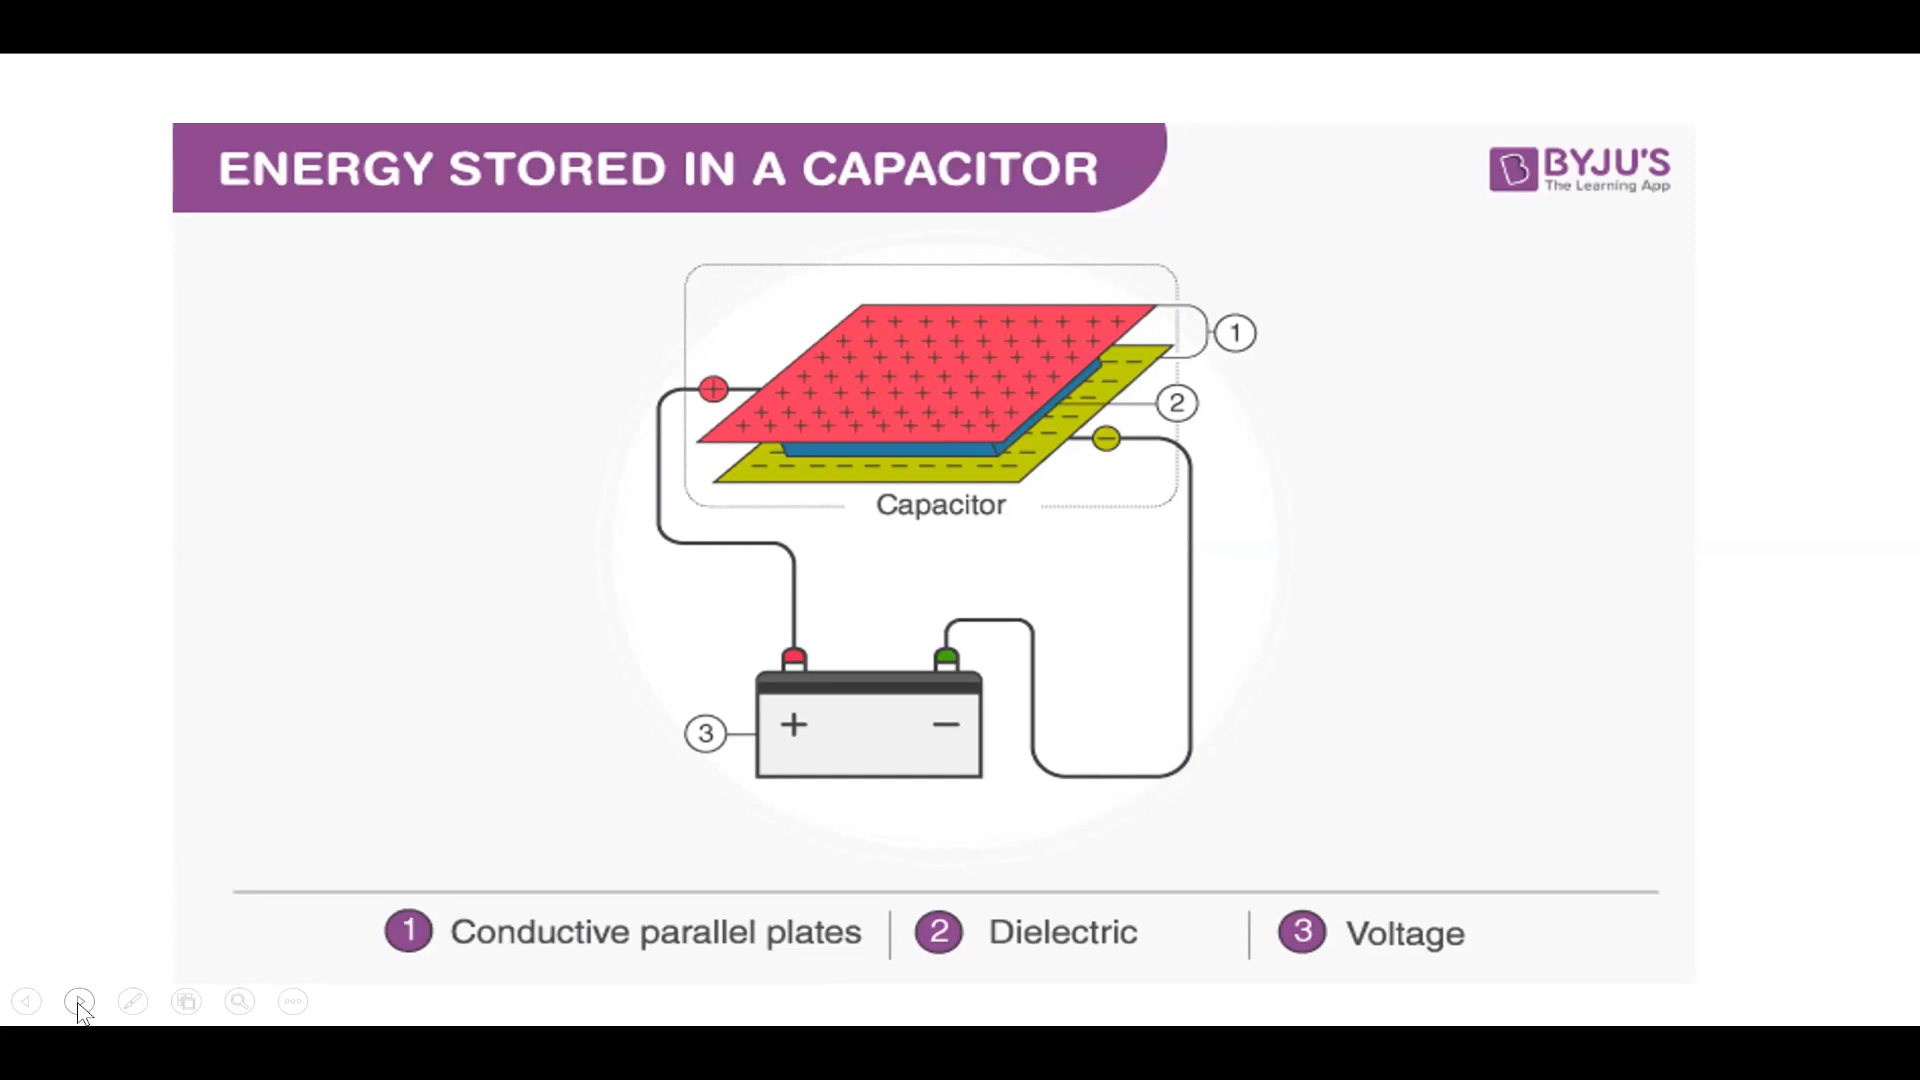 ENERGY STORED IN A CAPACITOR
BYJU'S
The Learning App
1
2
Capacitor
3
+ −
1 Conductive parallel plates
2 Dielectric
3 Voltage